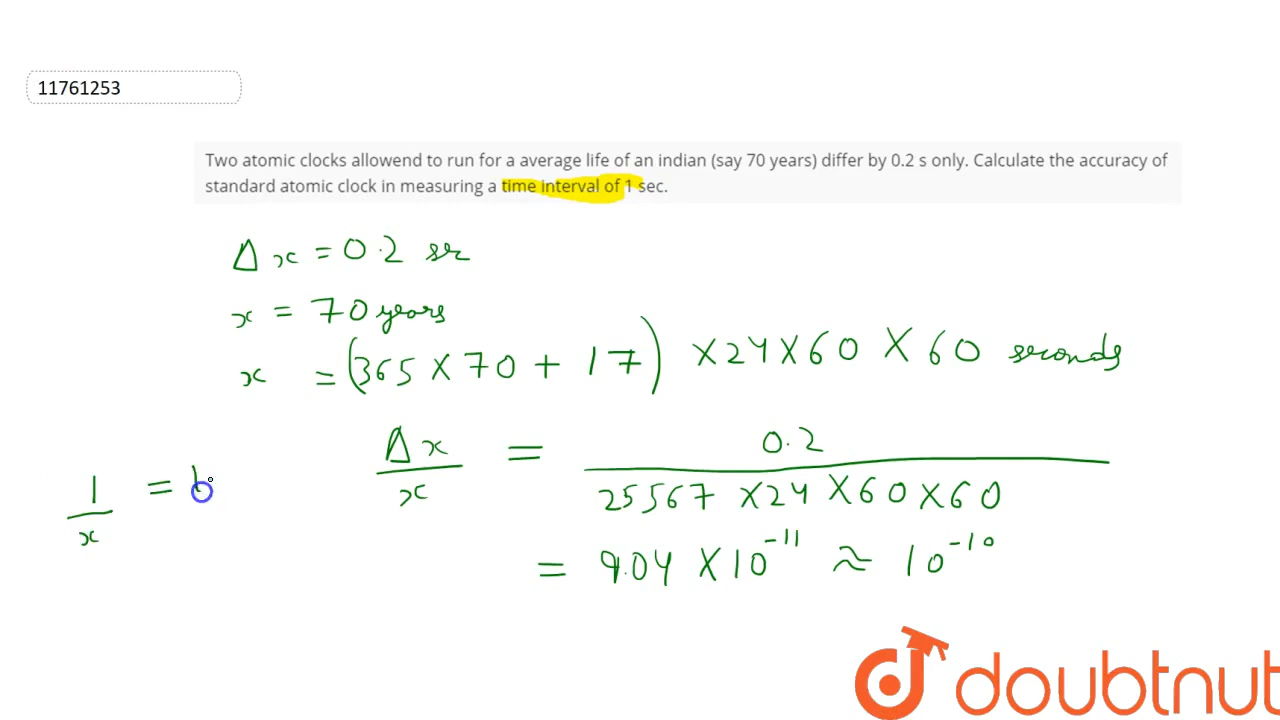 11761253
Two atomic clocks allowend to run for a average life of an indian (say 70 years) differ by 0.2 s only. Calculate the accuracy of
standard atomic clock in measuring a time interval of 1 sec.
Δx = 0.2 sec
x = 70 years
x = (365 × 70 + 17) × 24 × 60 × 60 seconds
Δx/x = 0.2/(25567 × 24 × 60 × 60)
1/x =
= 9.04 × 10⁻¹¹ ≈ 10⁻¹⁰
doubtnut